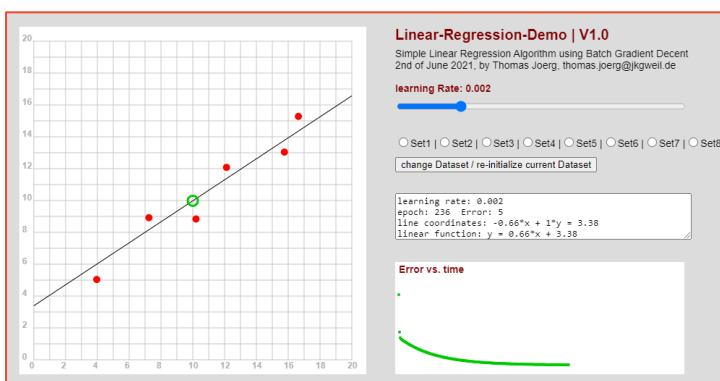 Linear-Regression-Demo | V1.0
Simple Linear Regression Algorithm using Batch Gradient Decent
2nd of June 2021, by Thomas Joerg, thomas.joerg@jkgweil.de
learning Rate: 0.002
Set1 | Set2 | Set3 | Set4 | Set5 | Set6 | Set7 | Set8
change Dataset / re-initialize current Dataset
learning rate: 0.002
epoch: 236 Error: 5
line coordinates: -0.66*x + 1*y = 3.38
linear function: y = 0.66*x + 3.38
Error vs. time
20
18
16
14
12
10
8
6
4
2
0
0 2 4 6 8 10 12 14 16 18 20